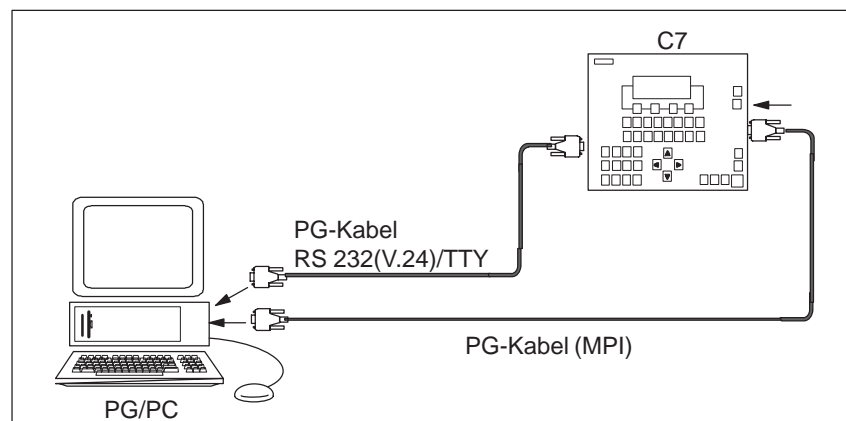 C7
PG-Kabel
RS 232(V.24)/TTY
PG-Kabel (MPI)
PG/PC